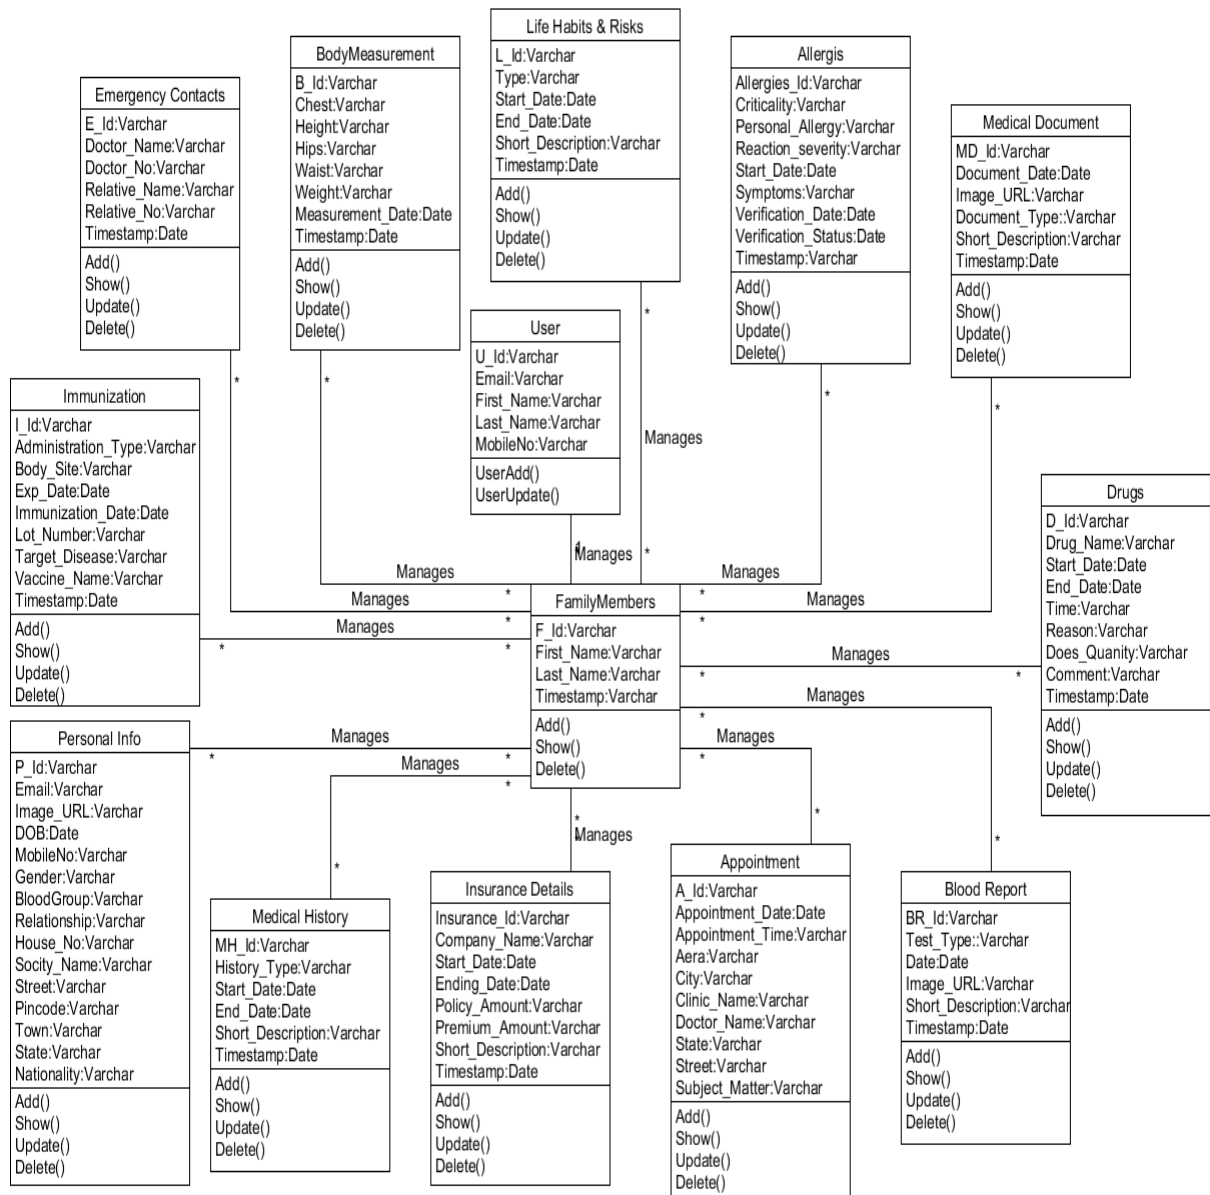 Life Habits & Risks
L_Id:Varchar
Type:Varchar
Start_Date:Date
End_Date:Date
Short_Description:Varchar
Timestamp:Date
Add()
Show()
Update()
Delete()
BodyMeasurement
B_Id:Varchar
Chest:Varchar
Height:Varchar
Hips:Varchar
Waist:Varchar
Weight:Varchar
Measurement_Date:Date
Timestamp:Date
Add()
Show()
Update()
Delete()
Allergis
Allergies_Id:Varchar
Criticality:Varchar
Personal_Allergy:Varchar
Reaction_severity:Varchar
Start_Date:Date
Symptoms:Varchar
Verification_Date:Date
Verification_Status:Date
Timestamp:Varchar
Add()
Show()
Update()
Delete()
Emergency Contacts
E_Id:Varchar
Doctor_Name:Varchar
Doctor_No:Varchar
Relative_Name:Varchar
Relative_No:Varchar
Timestamp:Date
Add()
Show()
Update()
Delete()
Medical Document
MD_Id:Varchar
Document_Date:Date
Image_URL:Varchar
Document_Type::Varchar
Short_Description:Varchar
Timestamp:Date
Add()
Show()
Update()
Delete()
User
U_Id:Varchar
Email:Varchar
First_Name:Varchar
Last_Name:Varchar
MobileNo:Varchar
UserAdd()
UserUpdate()
Immunization
I_Id:Varchar
Administration_Type:Varchar
Body_Site:Varchar
Exp_Date:Date
Immunization_Date:Date
Lot_Number:Varchar
Target_Disease:Varchar
Vaccine_Name:Varchar
Timestamp:Date
Add()
Show()
Update()
Delete()
Drugs
D_Id:Varchar
Drug_Name:Varchar
Start_Date:Date
End_Date:Date
Time:Varchar
Reason:Varchar
Does_Quanity:Varchar
Comment:Varchar
Timestamp:Date
Add()
Show()
Update()
Delete()
* Manages *
Manages
* Manages *
* Manages *
* Manages *
* Manages *
* Manages *
FamilyMembers
F_Id:Varchar
First_Name:Varchar
Last_Name:Varchar
Timestamp:Varchar
Add()
Show()
Delete()
* Manages *
* Manages *
* Manages *
* Manages *
* Manages *
* Manages
Personal Info
P_Id:Varchar
Email:Varchar
Image_URL:Varchar
DOB:Date
MobileNo:Varchar
Gender:Varchar
BloodGroup:Varchar
Relationship:Varchar
House_No:Varchar
Socity_Name:Varchar
Street:Varchar
Pincode:Varchar
Town:Varchar
State:Varchar
Nationality:Varchar
Add()
Show()
Update()
Delete()
Medical History
MH_Id:Varchar
History_Type:Varchar
Start_Date:Date
End_Date:Date
Short_Description:Varchar
Timestamp:Date
Add()
Show()
Update()
Delete()
Insurance Details
Insurance_Id:Varchar
Company_Name:Varchar
Start_Date:Date
Ending_Date:Date
Policy_Amount:Varchar
Premium_Amount:Varchar
Short_Description:Varchar
Timestamp:Date
Add()
Show()
Update()
Delete()
Appointment
A_Id:Varchar
Appointment_Date:Date
Appointment_Time:Varchar
Aera:Varchar
City:Varchar
Clinic_Name:Varchar
Doctor_Name:Varchar
State:Varchar
Street:Varchar
Subject_Matter:Varchar
Add()
Show()
Update()
Delete()
Blood Report
BR_Id:Varchar
Test_Type::Varchar
Date:Date
Image_URL:Varchar
Short_Description:Varchar
Timestamp:Date
Add()
Show()
Update()
Delete()